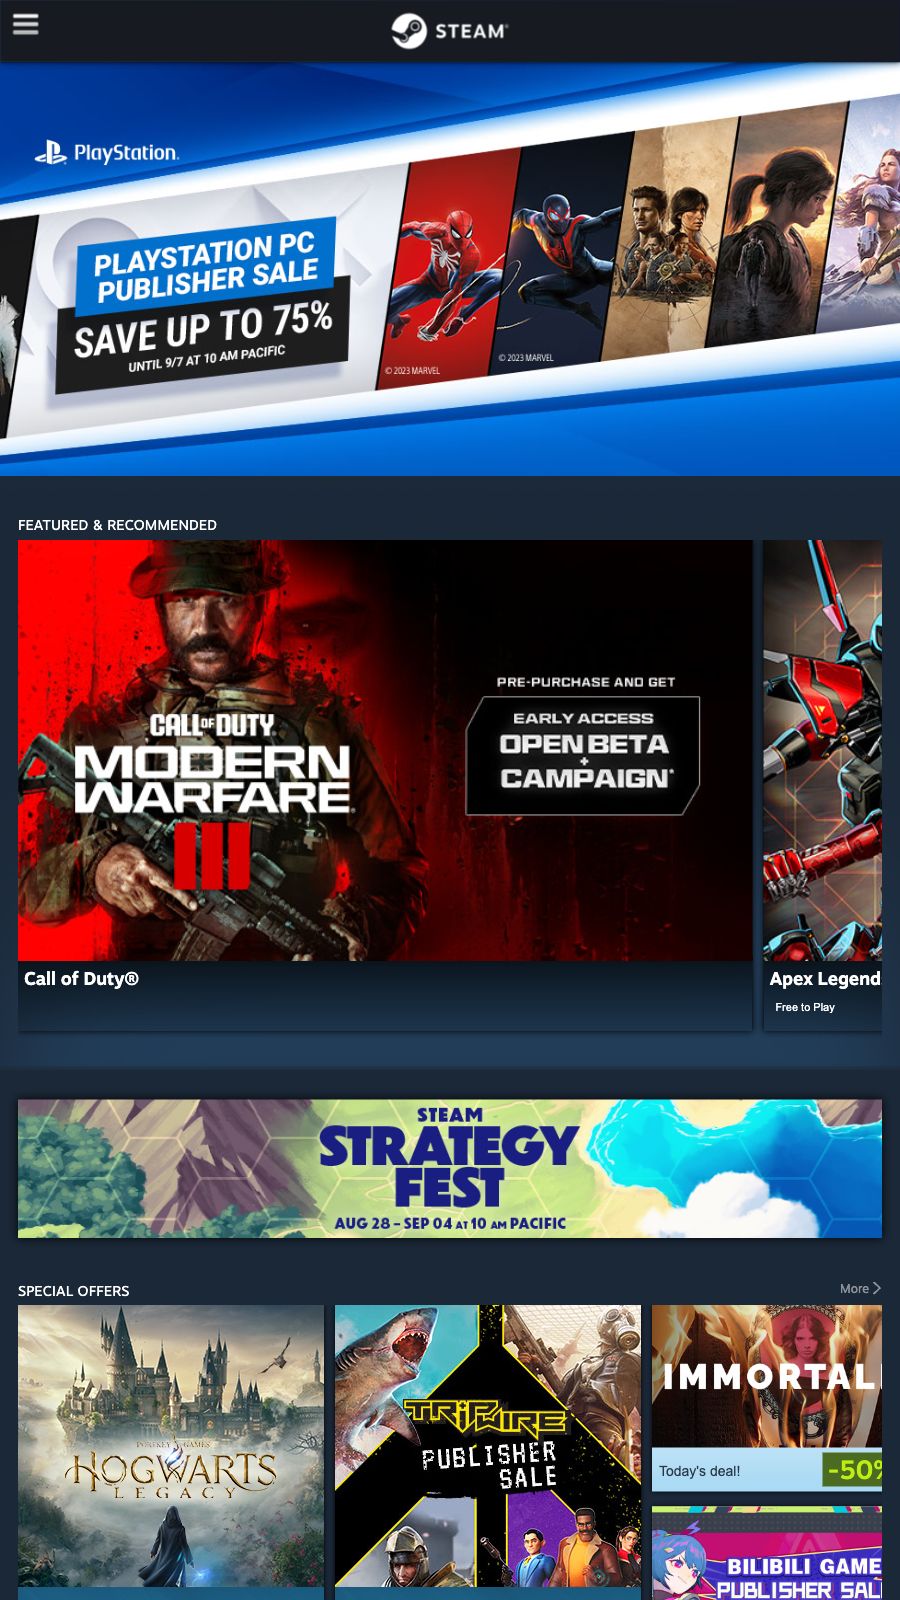 STEAM®
PlayStation.
PLAYSTATION PC
PUBLISHER SALE
SAVE UP TO 75%
UNTIL 9/7 AT 10 AM PACIFIC
© 2023 MARVEL
© 2023 MARVEL
FEATURED & RECOMMENDED
PRE-PURCHASE AND GET
EARLY ACCESS
OPEN BETA
+
CAMPAIGN*
CALL OF DUTY
MODERN
WARFARE
III
Call of Duty®
Apex Legend
Free to Play
STEAM
STRATEGY
FEST
AUG 28 – SEP 04 AT 10 AM PACIFIC
SPECIAL OFFERS
More
PORTKEY GAMES
HOGWARTS
LEGACY
TRIPWIRE
PUBLISHER
SALE
IMMORTAL
Today's deal!
-50%
BILIBILI GAME
PUBLISHER SAL